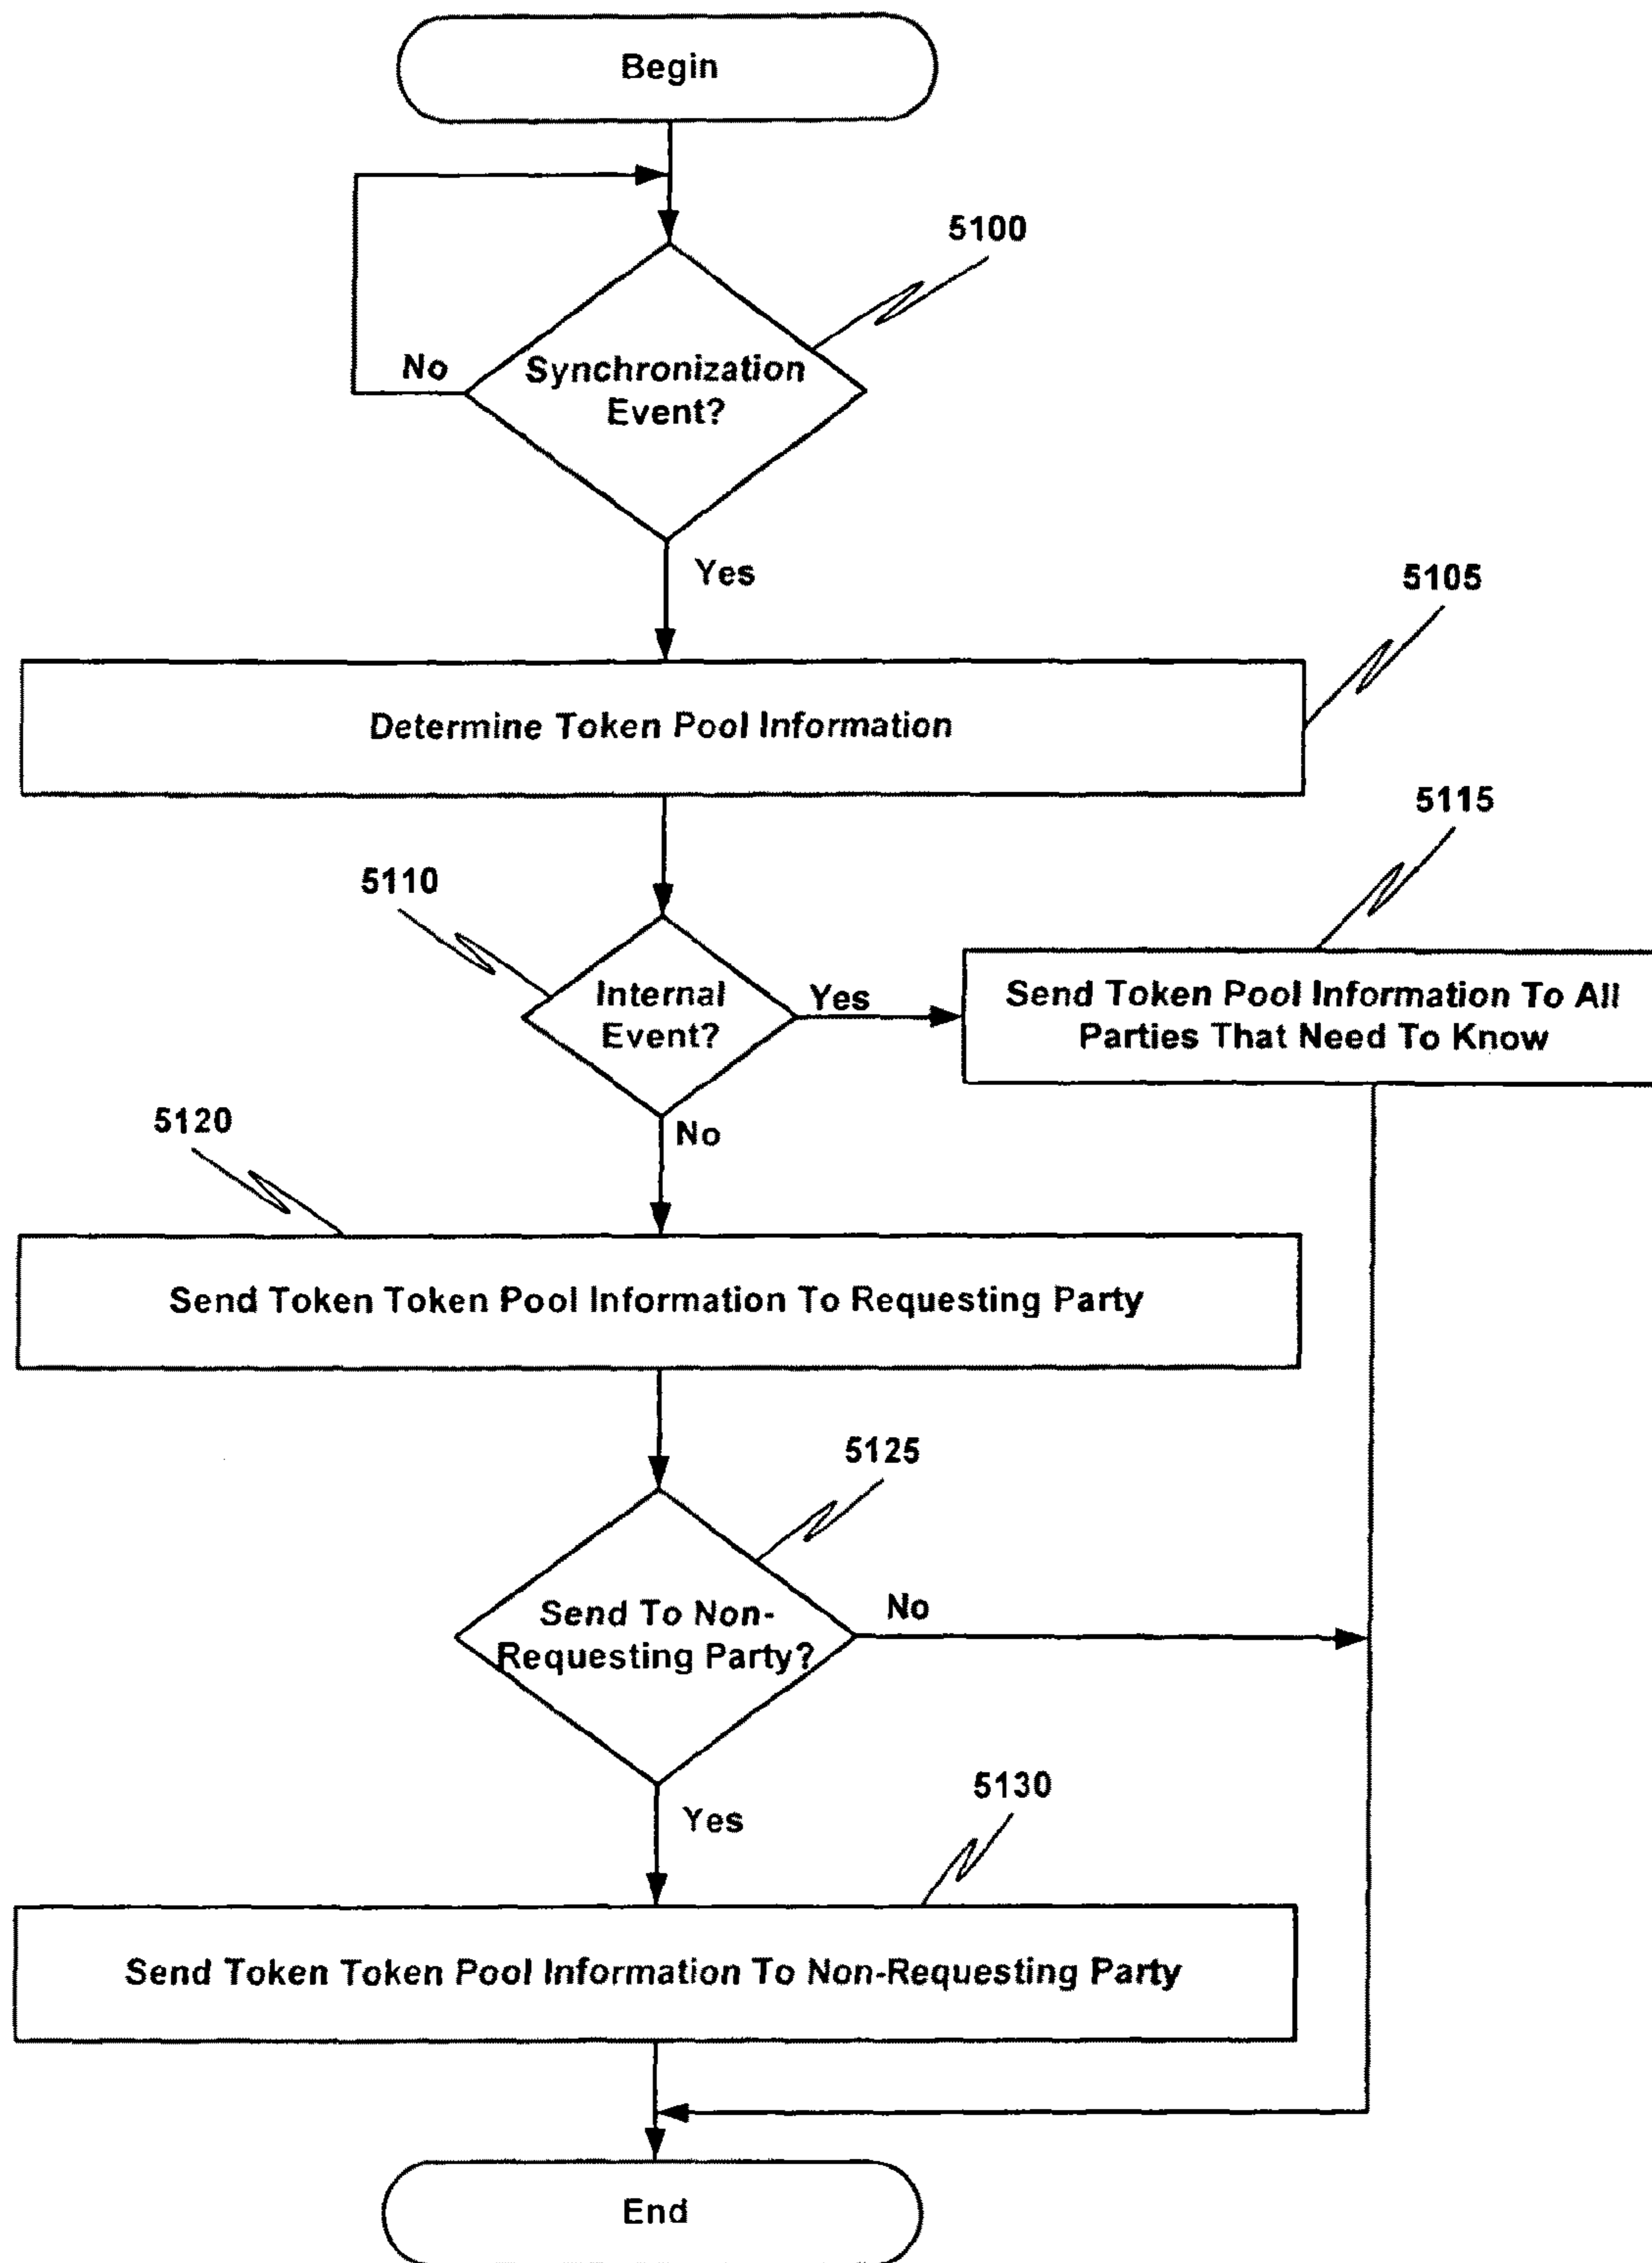 Begin
5100
No
Synchronization
Event?
Yes
5105
Determine Token Pool Information
5115
5110
Internal
Event?
Yes
Send Token Pool Information To All
Parties That Need To Know
No
5120
Send Token Token Pool Information To Requesting Party
5125
Send To Non-
Requesting Party?
No
Yes
5130
Send Token Token Pool Information To Non-Requesting Party
End